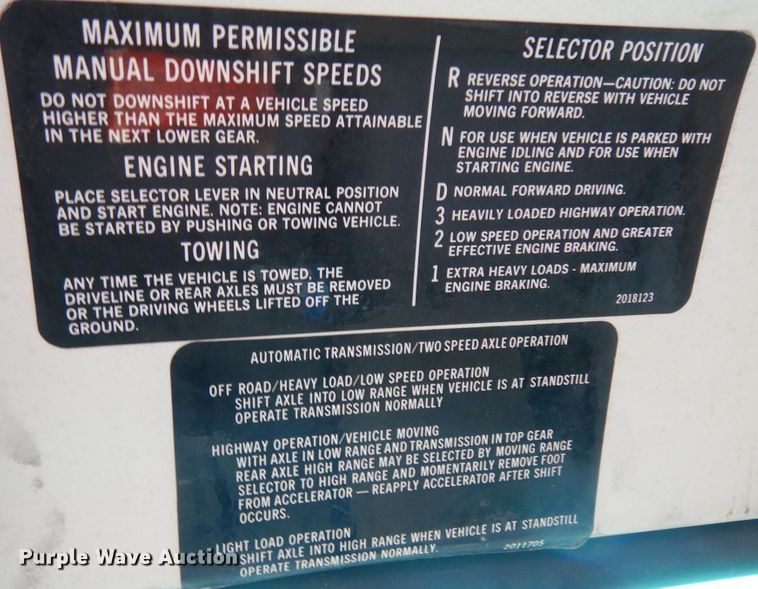 MAXIMUM PERMISSIBLE
MANUAL DOWNSHIFT SPEEDS
DO NOT DOWNSHIFT AT A VEHICLE SPEED
HIGHER THAN THE MAXIMUM SPEED ATTAINABLE
IN THE NEXT LOWER GEAR.
ENGINE STARTING
PLACE SELECTOR LEVER IN NEUTRAL POSITION
AND START ENGINE. NOTE: ENGINE CANNOT
BE STARTED BY PUSHING OR TOWING VEHICLE.
TOWING
ANY TIME THE VEHICLE IS TOWED, THE
DRIVELINE OR REAR AXLES MUST BE REMOVED
OR THE DRIVING WHEELS LIFTED OFF THE
GROUND.
SELECTOR POSITION
R REVERSE OPERATION—CAUTION: DO NOT
SHIFT INTO REVERSE WITH VEHICLE
MOVING FORWARD.
N FOR USE WHEN VEHICLE IS PARKED WITH
ENGINE IDLING AND FOR USE WHEN
STARTING ENGINE.
D NORMAL FORWARD DRIVING.
3 HEAVILY LOADED HIGHWAY OPERATION.
2 LOW SPEED OPERATION AND GREATER
EFFECTIVE ENGINE BRAKING.
1 EXTRA HEAVY LOADS - MAXIMUM
ENGINE BRAKING.
2018123
AUTOMATIC TRANSMISSION/TWO SPEED AXLE OPERATION
OFF ROAD/HEAVY LOAD/LOW SPEED OPERATION
SHIFT AXLE INTO LOW RANGE WHEN VEHICLE IS AT STANDSTILL
OPERATE TRANSMISSION NORMALLY
HIGHWAY OPERATION/VEHICLE MOVING
WITH AXLE IN LOW RANGE AND TRANSMISSION IN TOP GEAR
REAR AXLE HIGH RANGE MAY BE SELECTED BY MOVING RANGE
SELECTOR TO HIGH RANGE AND MOMENTARILY REMOVE FOOT
FROM ACCELERATOR — REAPPLY ACCELERATOR AFTER SHIFT
OCCURS.
LIGHT LOAD OPERATION
SHIFT AXLE INTO HIGH RANGE WHEN VEHICLE IS AT STANDSTILL
OPERATE TRANSMISSION NORMALLY.
2011705
Purple Wave Auction